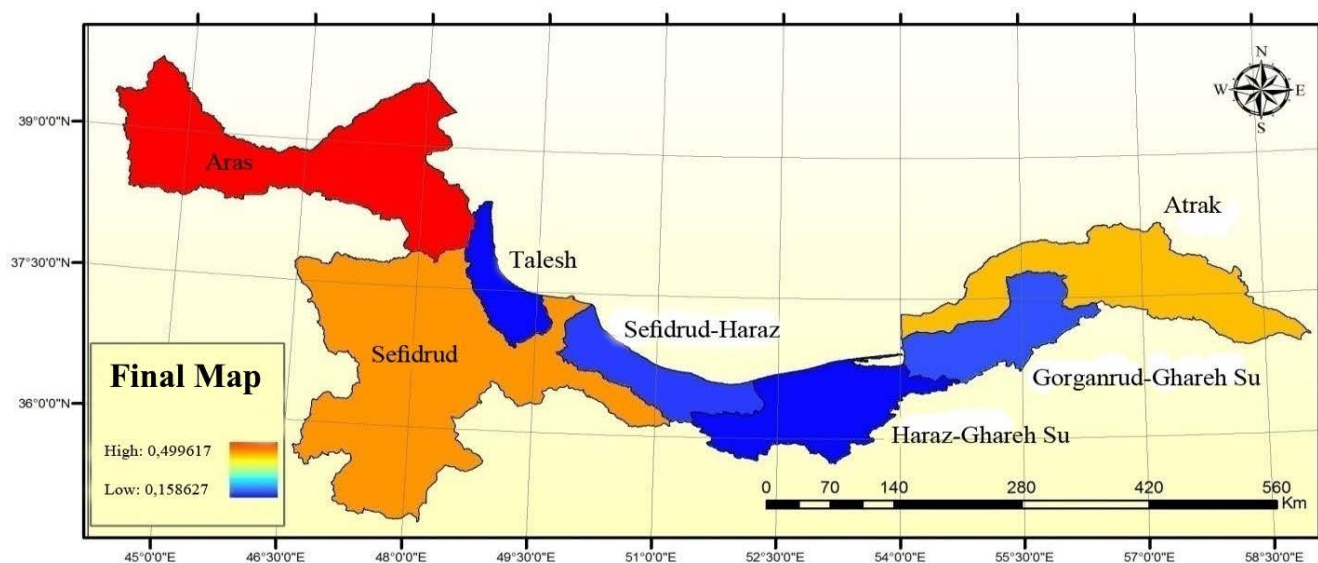 N
W E
S
39°0'0"N
37°30'0"N
36°0'0"N
Aras
Talesh
Atrak
Sefidrud
Sefidrud-Haraz
Gorganrud-Ghareh Su
Haraz-Ghareh Su
Final Map
High: 0,499617
Low: 0,158627
0 70 140 280 420 560
Km
45°0'0"E 46°30'0"E 48°0'0"E 49°30'0"E 51°0'0"E 52°30'0"E 54°0'0"E 55°30'0"E 57°0'0"E 58°30'0"E